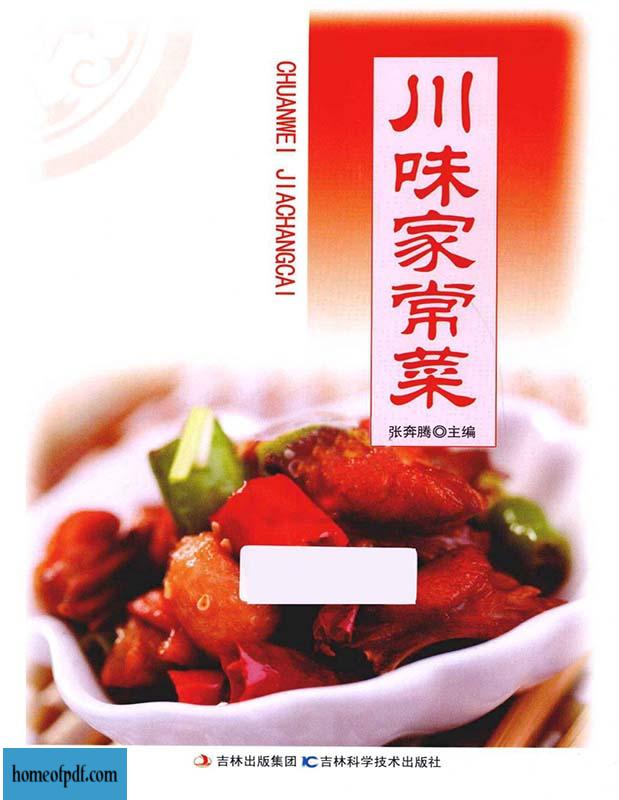 CHUANWEI JIACHANGCAI
川味家常菜
张奔腾◎主编
吉林出版集团 吉林科学技术出版社
homeofpdf.com